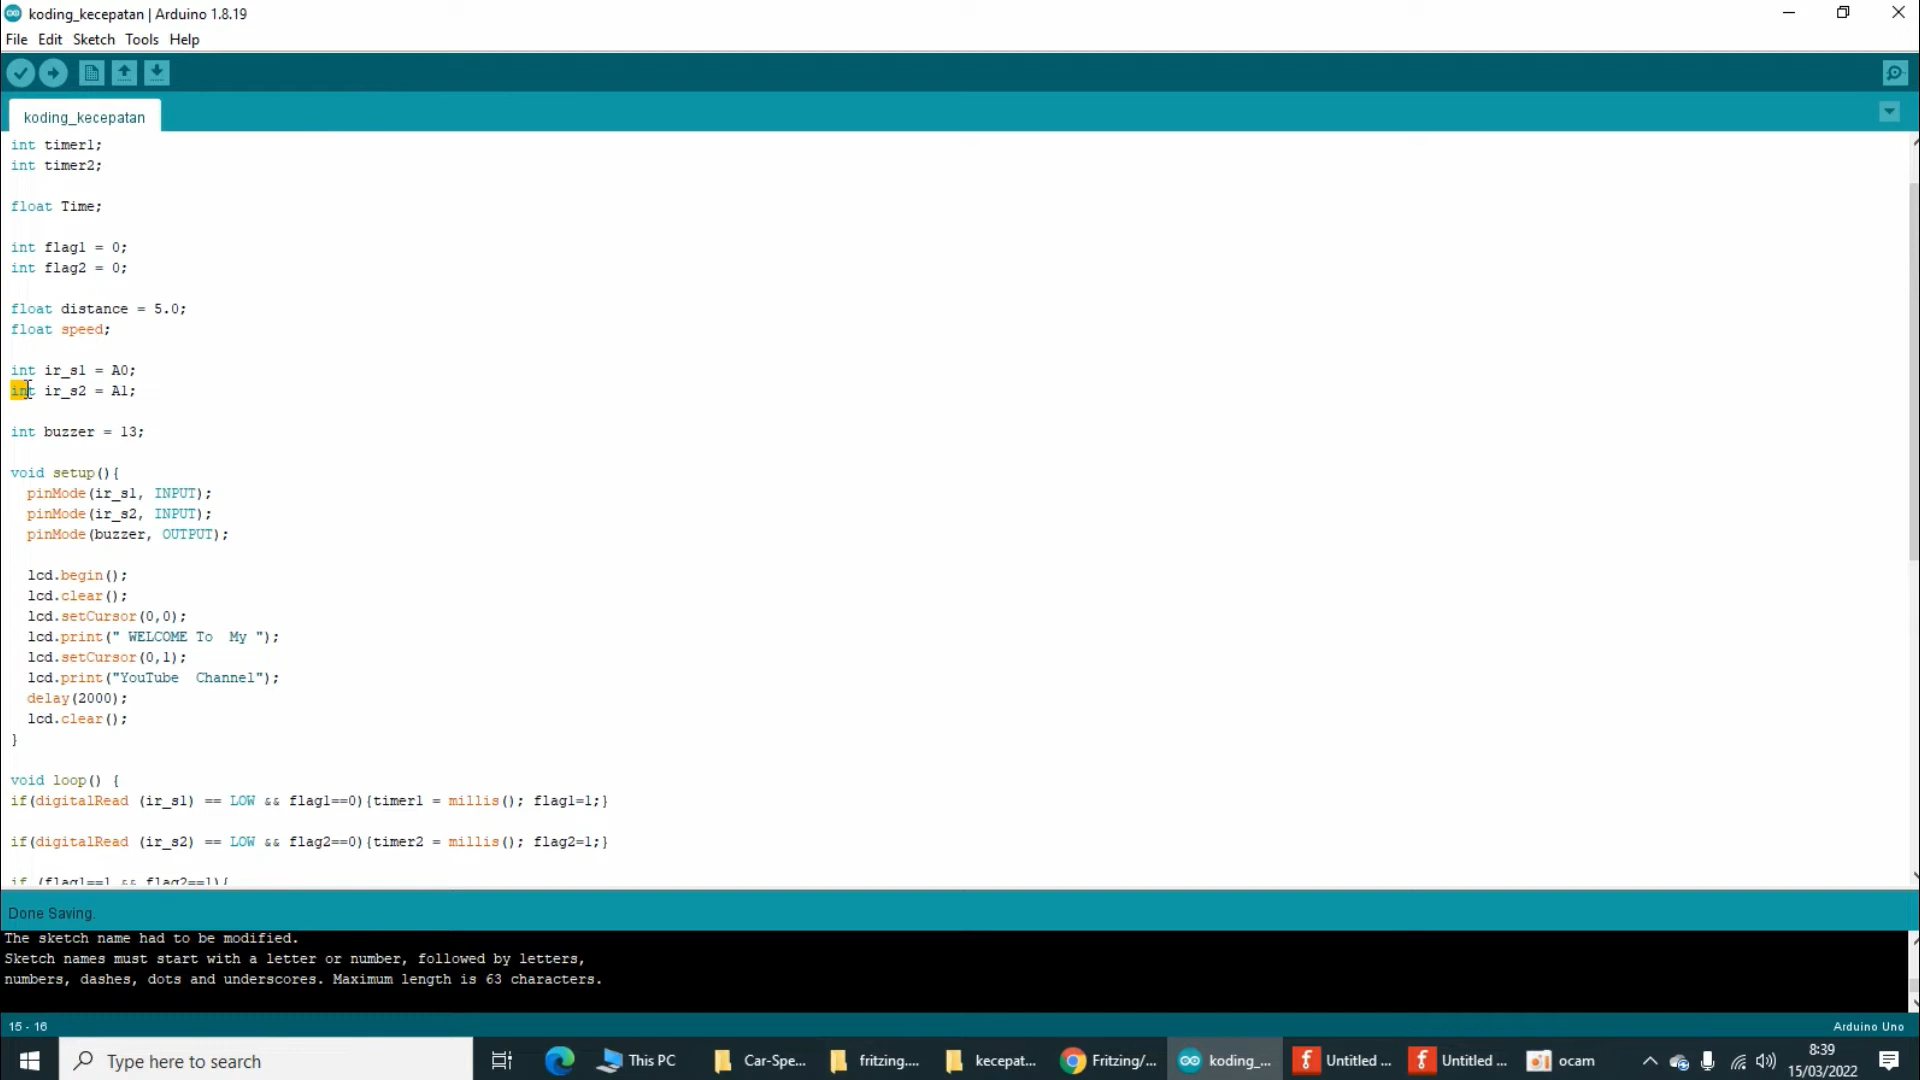 koding_kecepatan | Arduino 1.8.19
File Edit Sketch Tools Help
koding_kecepatan
int timer1;
int timer2;
float Time;
int flag1 = 0;
int flag2 = 0;
float distance = 5.0;
float speed;
int ir_s1 = A0;
int ir_s2 = A1;
int buzzer = 13;
void setup(){
pinMode(ir_s1, INPUT);
pinMode(ir_s2, INPUT);
pinMode(buzzer, OUTPUT);
lcd.begin();
lcd.clear();
lcd.setCursor(0,0);
lcd.print(" WELCOME To  My ");
lcd.setCursor(0,1);
lcd.print("YouTube  Channel");
delay(2000);
lcd.clear();
}
void loop() {
if(digitalRead (ir_s1) == LOW && flag1==0){timer1 = millis(); flag1=1;}
if(digitalRead (ir_s2) == LOW && flag2==0){timer2 = millis(); flag2=1;}
if (flag1==1 && flag2==1){
Done Saving.
The sketch name had to be modified.
Sketch names must start with a letter or number, followed by letters,
numbers, dashes, dots and underscores. Maximum length is 63 characters.
15 - 16
Arduino Uno
Type here to search
This PC
Car-Spe...
fritzing....
kecepat...
Fritzing/...
koding_...
Untitled ...
Untitled ...
ocam
8:39
15/03/2022